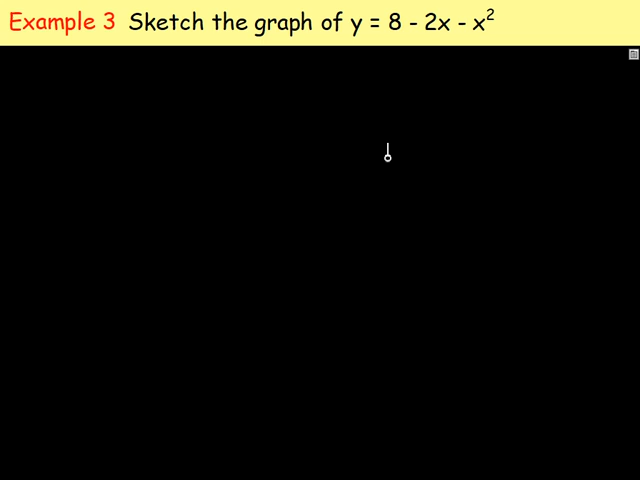 Example 3 Sketch the graph of y = 8 - 2x - x²